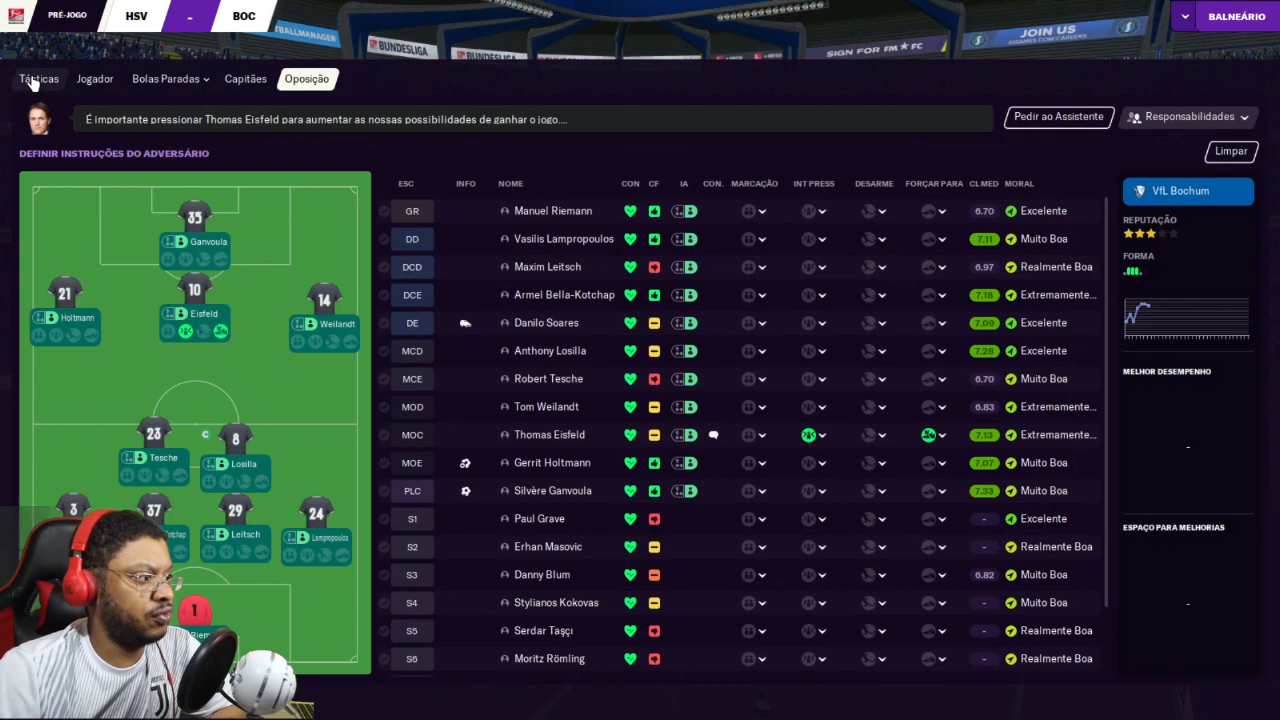 PRÉ-JOGO
HSV
-
BOC
BALNEÁRIO
BUNDESLIGA
BUNDESLIGA
SIGN FOR FM★FC
JOIN US
Tácticas
Jogador
Bolas Paradas
Capitães
Oposição
É importante pressionar Thomas Eisfeld para aumentar as nossas possibilidades de ganhar o jogo....
Pedir ao Assistente
Responsabilidades
DEFINIR INSTRUÇÕES DO ADVERSÁRIO
Limpar
35
Ganvoula
21
Holtmann
10
Eisfeld
14
Weilandt
23
Tesche
C
8
Losilla
3
37
29
Leitsch
24
Lampropoulos
1
ESC INFO NOME CON CF IA CON. MARCAÇÃO INT PRESS DESARME FORÇAR PARA CL MED MORAL
GR Manuel Riemann 6.70 Excelente
DD Vasilis Lampropoulos 7.11 Muito Boa
DCD Maxim Leitsch 6.97 Realmente Boa
DCE Armel Bella-Kotchap 7.18 Extremamente...
DE Danilo Soares 7.09 Excelente
MCD Anthony Losilla 7.28 Excelente
MCE Robert Tesche 6.70 Muito Boa
MOD Tom Weilandt 6.83 Extremamente...
MOC Thomas Eisfeld 7.13 Extremamente...
MOE Gerrit Holtmann 7.07 Muito Boa
PLC Silvère Ganvoula 7.33 Muito Boa
S1 Paul Grave - Excelente
S2 Erhan Masovic - Realmente Boa
S3 Danny Blum 6.82 Muito Boa
S4 Stylianos Kokovas - Muito Boa
S5 Serdar Taşçı - Realmente Boa
S6 Moritz Römling - Realmente Boa
VfL Bochum
REPUTAÇÃO
FORMA
MELHOR DESEMPENHO
-
ESPAÇO PARA MELHORIAS
-